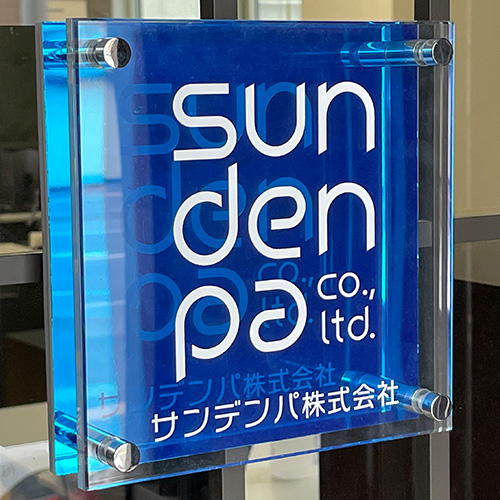 sun
den
pa co.,
ltd.
サンデンパ株式会社